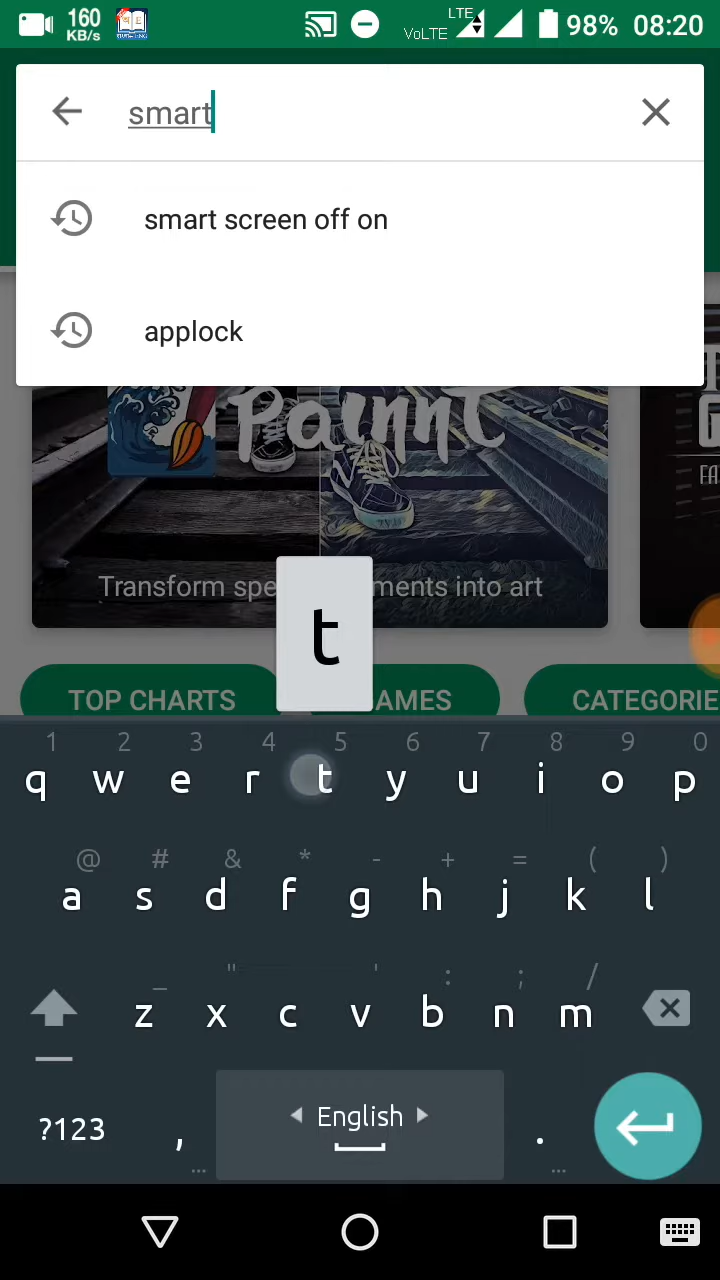 160 KB/s VoLTE LTE 98% 08:20
smart
smart screen off on
applock
Painnt
Transform spe ments into art
t
TOP CHARTS AMES CATEGORIE
1 2 3 4 5 6 7 8 9 0
q w e r t y u i o p
@ # & * - + = ( )
a s d f g h j k l
_ " ' : ; /
z x c v b n m
?123 , English .